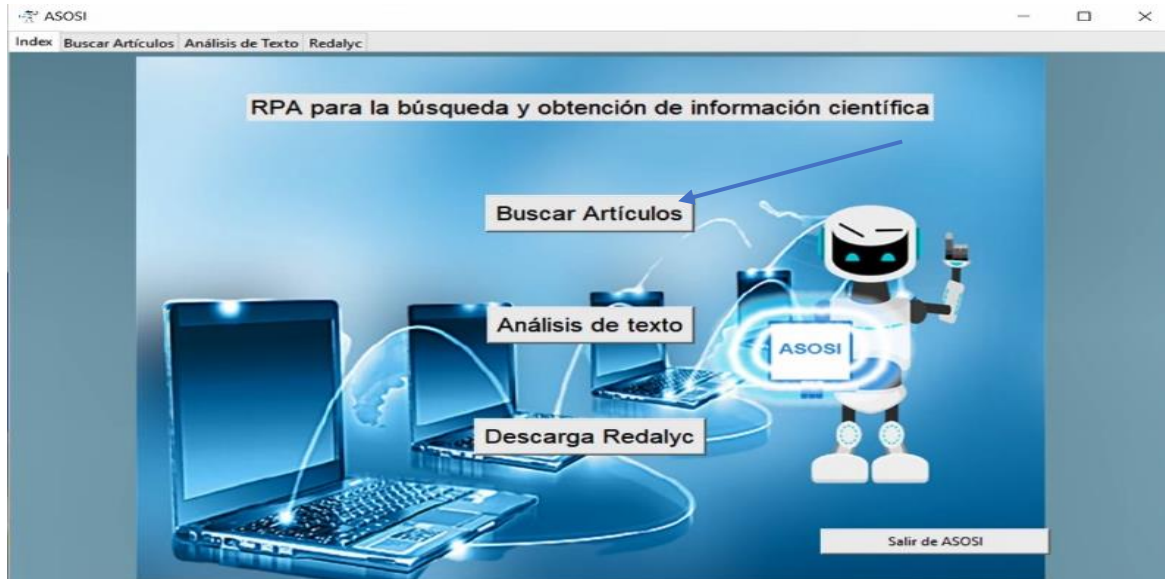 ASOSI
Index Buscar Artículos Análisis de Texto Redalyc
RPA para la búsqueda y obtención de información científica
Buscar Artículos
Análisis de texto
ASOSI
Descarga Redalyc
Salir de ASOSI